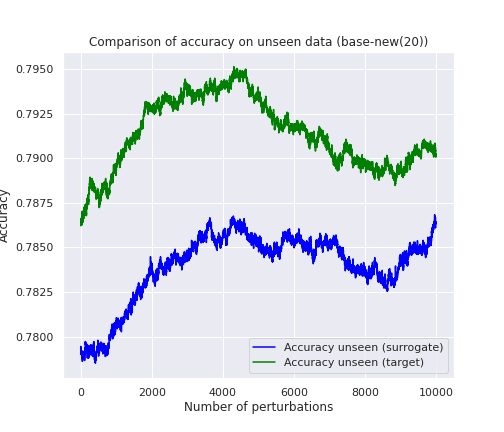 Comparison of accuracy on unseen data (base-new(20))
0.7950
0.7925
0.7900
0.7875
0.7850
0.7825
0.7800
Accuracy
Accuracy unseen (surrogate)
Accuracy unseen (target)
0 2000 4000 6000 8000 10000
Number of perturbations